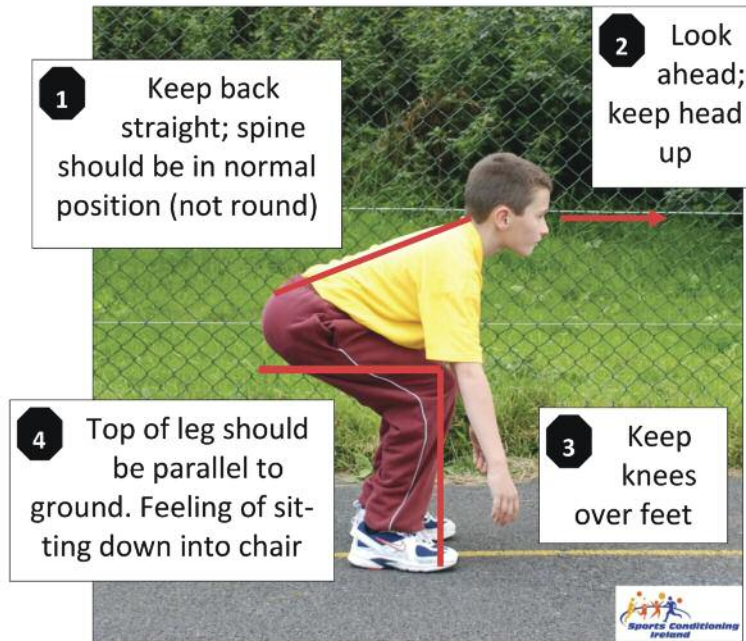 1
Keep back
straight; spine
should be in normal
position (not round)
2
Look
ahead;
keep head
up
3
Keep
knees
over feet
4
Top of leg should
be parallel to
ground. Feeling of sit-
ting down into chair
Sports Conditioning
Ireland